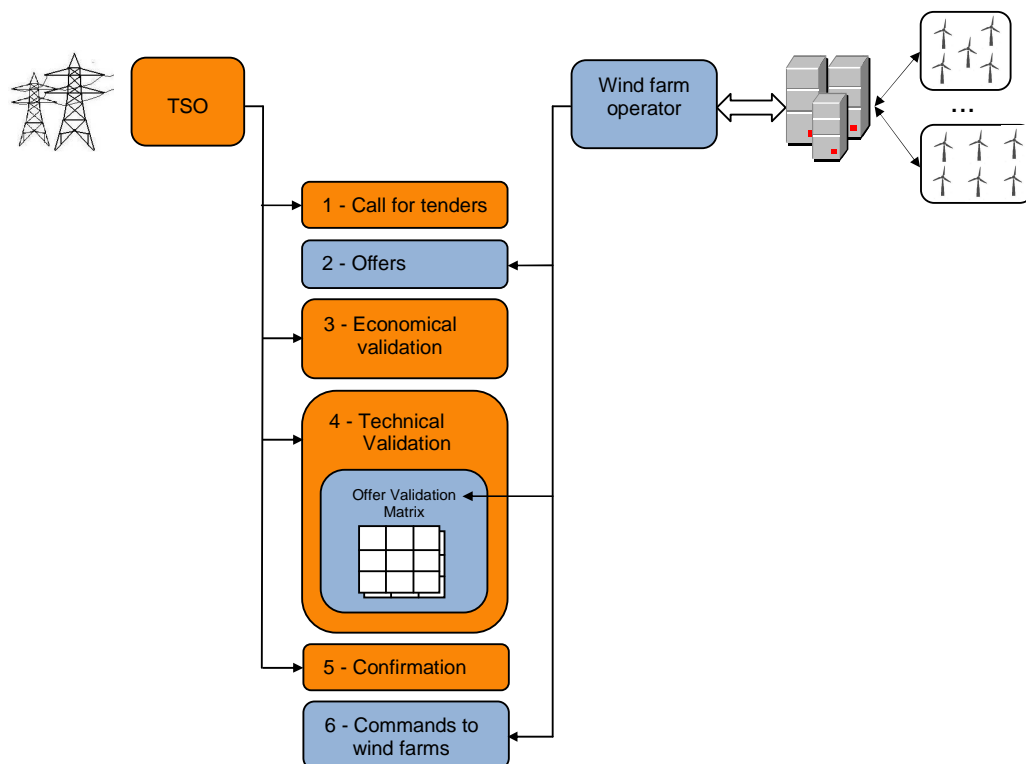 TSO
Wind farm
operator
...
1 - Call for tenders
2 - Offers
3 - Economical
validation
4 - Technical
Validation
Offer Validation
Matrix
5 - Confirmation
6 - Commands to
wind farms